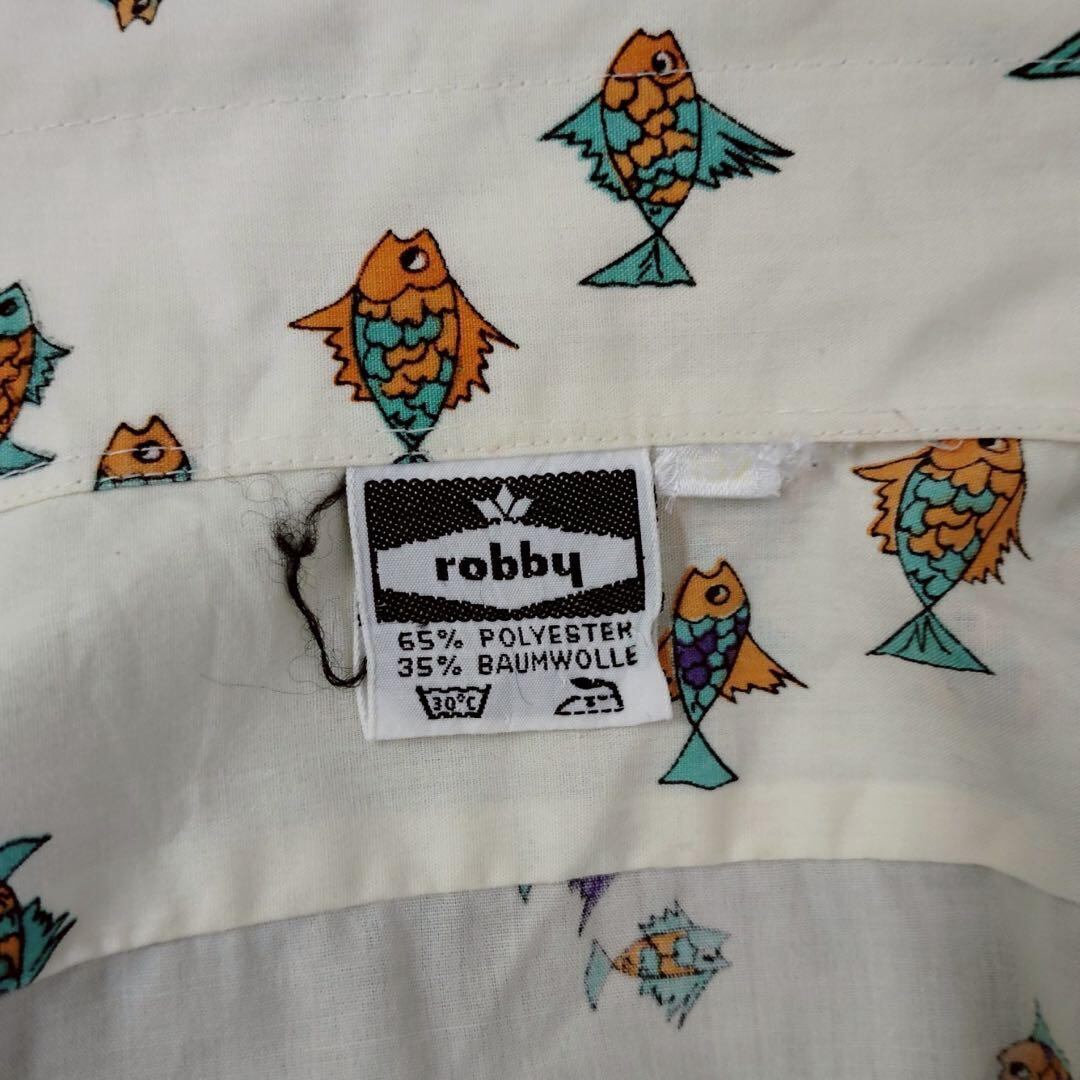 robby
65% POLYESTER
35% BAUMWOLLE
30°C